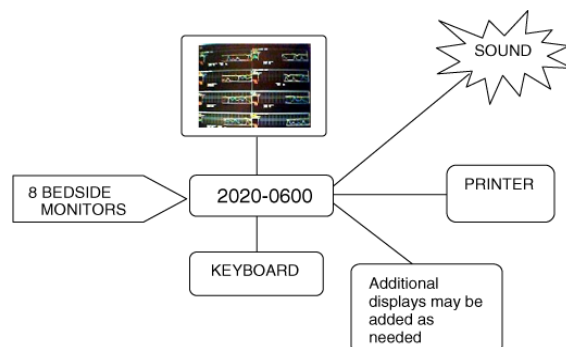 SOUND
8 BEDSIDE
MONITORS
2020-0600
PRINTER
KEYBOARD
Additional
displays may be
added as
needed